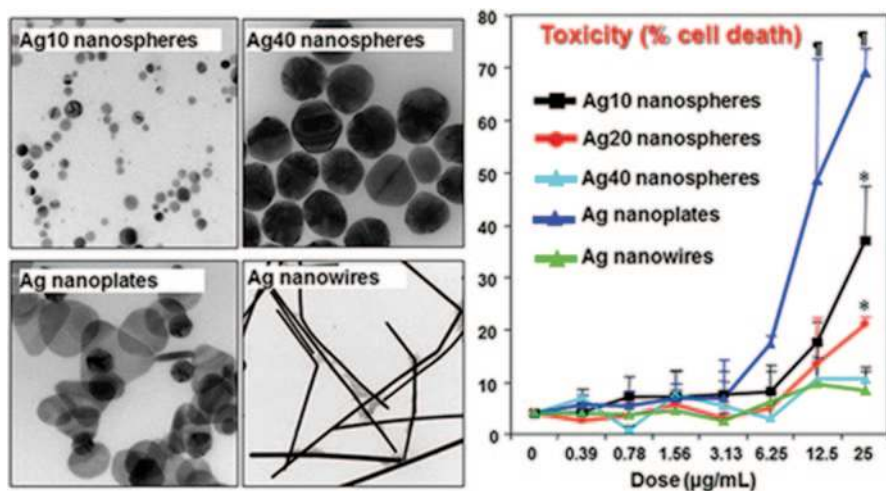 Ag10 nanospheres
Ag40 nanospheres
Ag nanoplates
Ag nanowires
Toxicity (% cell death)
Ag10 nanospheres
Ag20 nanospheres
Ag40 nanospheres
Ag nanoplates
Ag nanowires
80
70
60
50
40
30
20
10
0
¶
¶
*
*
0 0.39 0.78 1.56 3.13 6.25 12.5 25
Dose (µg/mL)